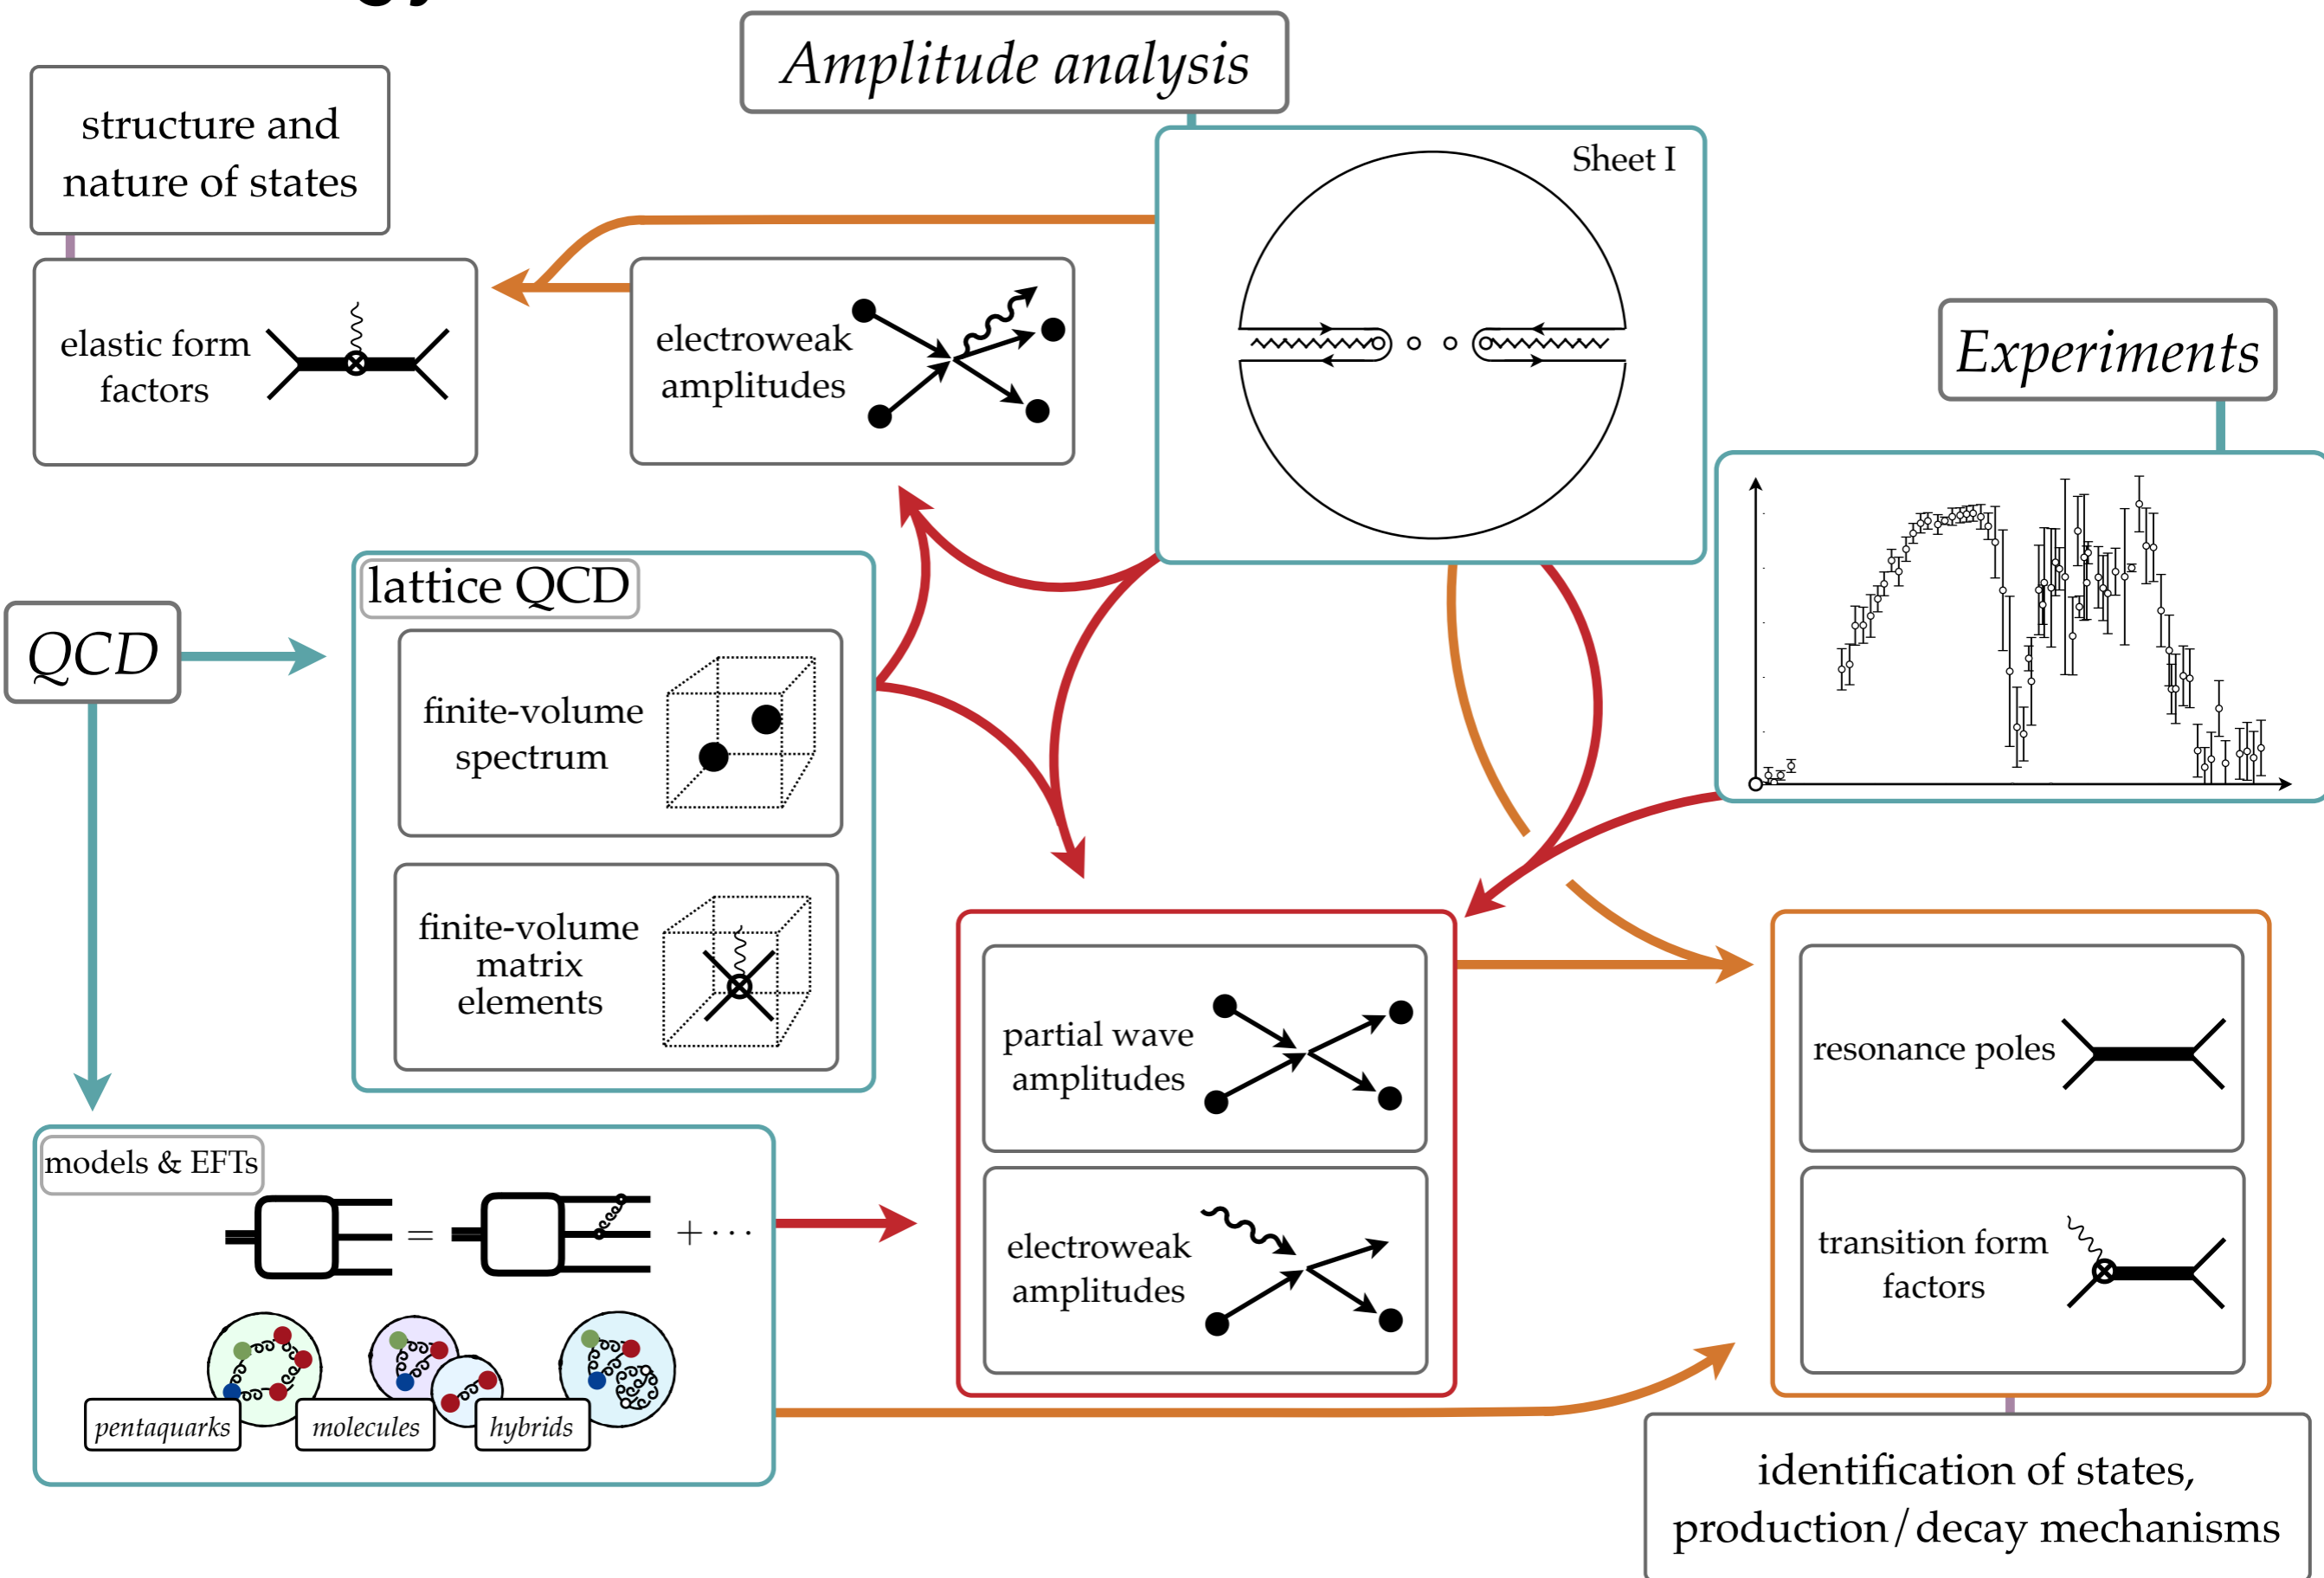 Amplitude analysis
structure and
nature of states
Sheet I
elastic form
factors
electroweak
amplitudes
Experiments
lattice QCD
QCD
finite-volume
spectrum
finite-volume
matrix
elements
partial wave
amplitudes
resonance poles
models & EFTs
= + ···
electroweak
amplitudes
transition form
factors
pentaquarks
molecules
hybrids
identification of states,
production/decay mechanisms